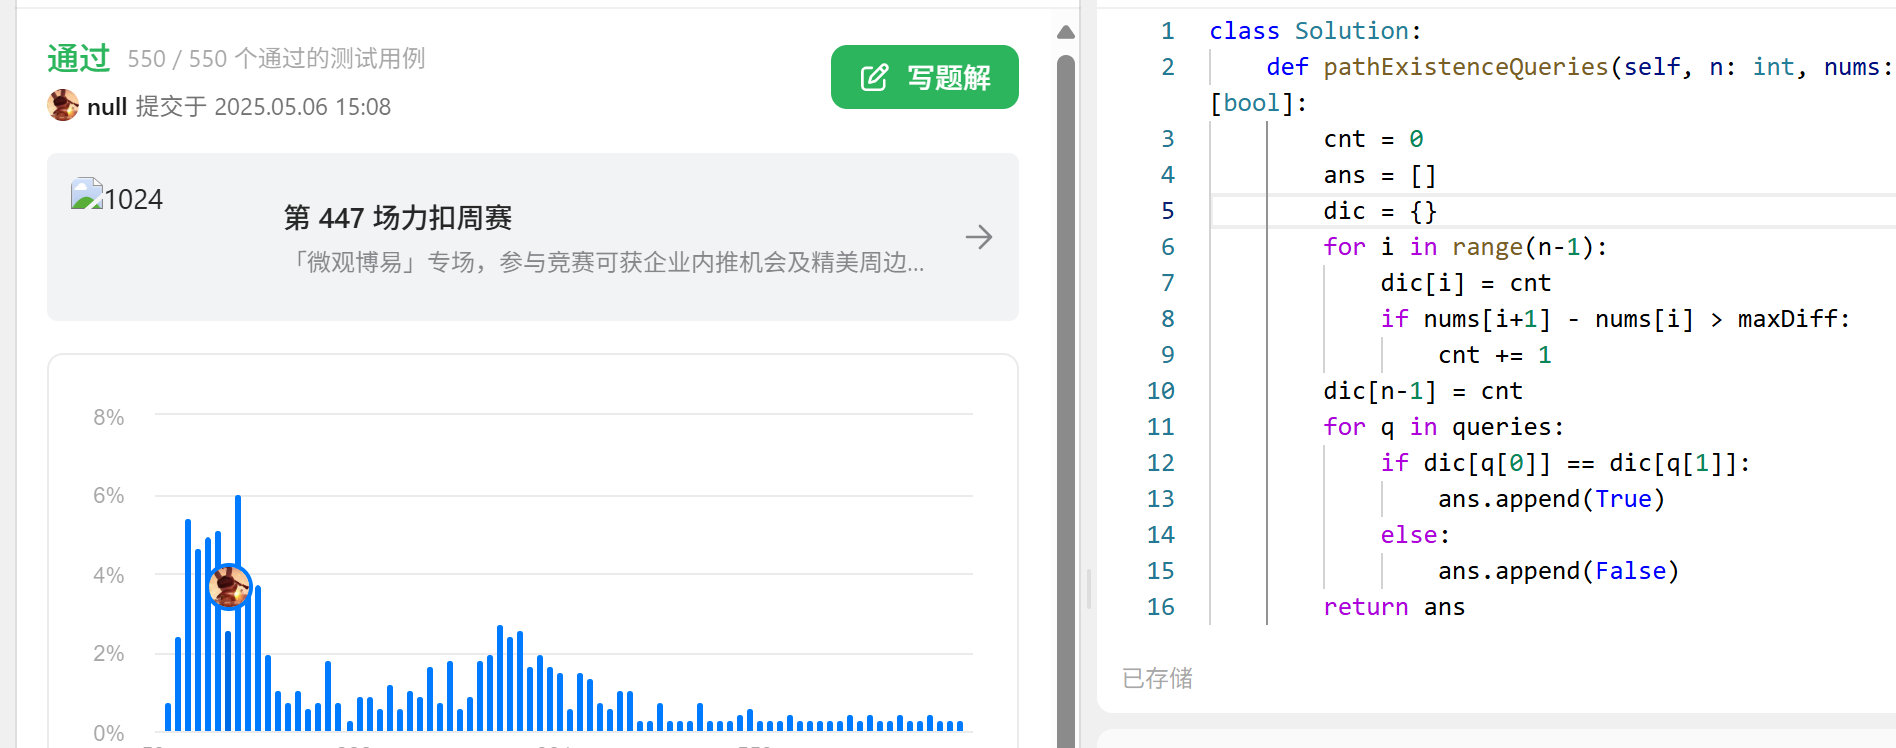 通过 550 / 550 个通过的测试用例
null 提交于 2025.05.06 15:08
写题解
1024
第 447 场力扣周赛
「微观博易」专场，参与竞赛可获企业内推机会及精美周边...
8%
6%
4%
2%
0%
1 class Solution:
2     def pathExistenceQueries(self, n: int, nums:
[bool]:
3         cnt = 0
4         ans = []
5         dic = {}
6         for i in range(n-1):
7             dic[i] = cnt
8             if nums[i+1] - nums[i] > maxDiff:
9                 cnt += 1
10         dic[n-1] = cnt
11         for q in queries:
12             if dic[q[0]] == dic[q[1]]:
13                 ans.append(True)
14             else:
15                 ans.append(False)
16         return ans
已存储